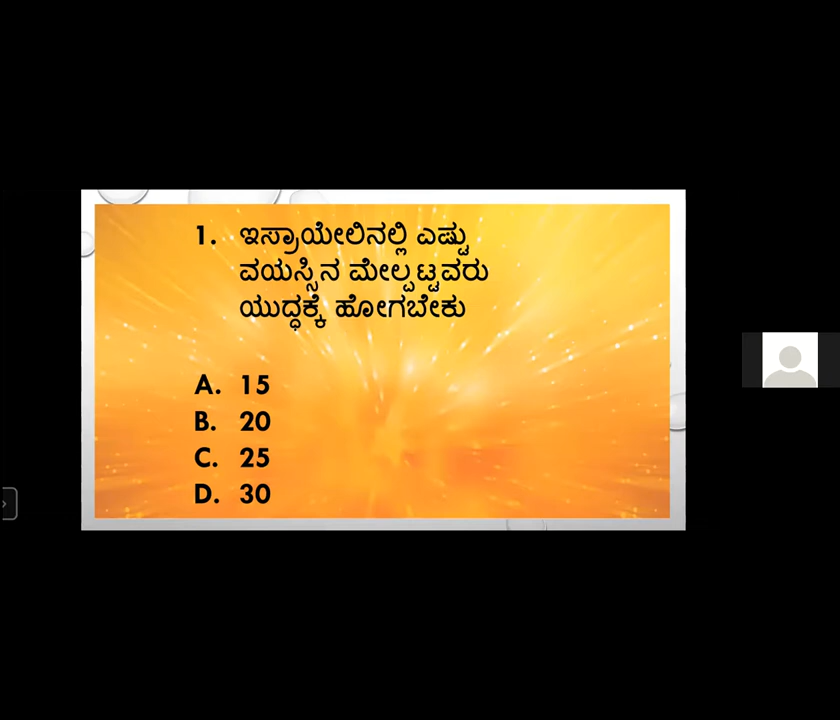 1. ಇಸ್ರಾಯೇಲಿನಲ್ಲಿ ಎಷ್ಟು
ವಯಸ್ಸಿನ ಮೇಲ್ಪಟ್ಟವರು
ಯುದ್ಧಕ್ಕೆ ಹೋಗಬೇಕು
A. 15
B. 20
C. 25
D. 30